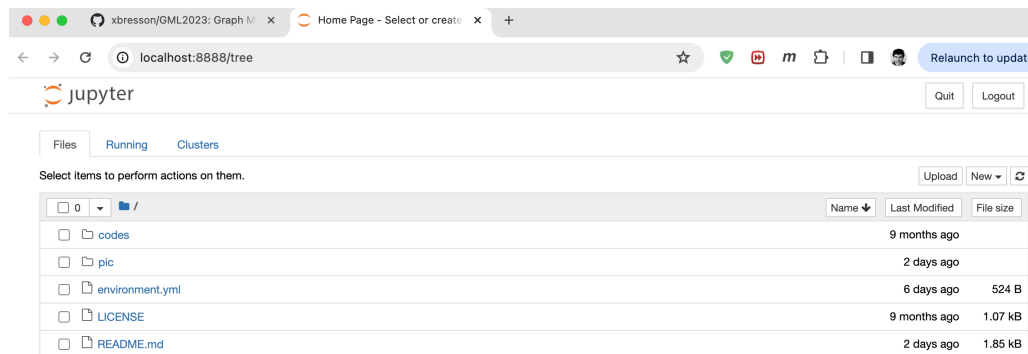 xbresson/GML2023: Graph M
Home Page - Select or create
localhost:8888/tree
m
Relaunch to updat
jupyter
Quit
Logout
Files
Running
Clusters
Select items to perform actions on them.
Upload
New
0
/
Name
Last Modified
File size
codes
9 months ago
pic
2 days ago
environment.yml
6 days ago
524 B
LICENSE
9 months ago
1.07 kB
README.md
2 days ago
1.85 kB